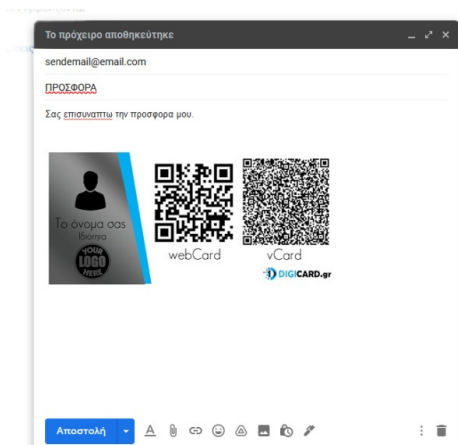 Το πρόχειρο αποθηκεύτηκε
sendemail@email.com
ΠΡΟΣΦΟΡΑ
Σας επισυναπτω την προσφορα μου.
Το όνομα σας
Ιδιότητα
YOUR
LOGO
HERE
webCard
vCard
DIGICARD.gr
Αποστολή